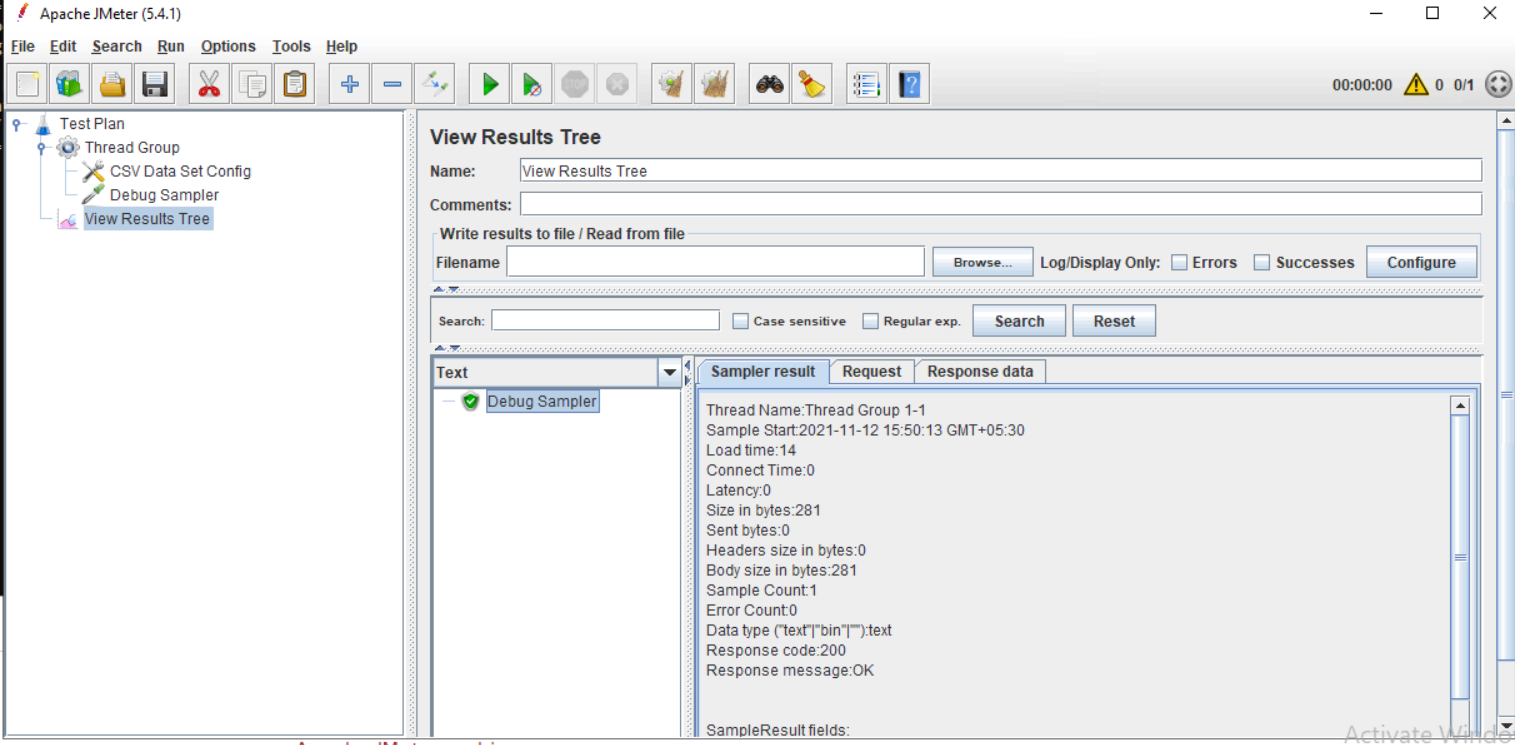 Apache JMeter (5.4.1)
File Edit Search Run Options Tools Help
STOP
00:00:00 0 0/1
Test Plan
Thread Group
CSV Data Set Config
Debug Sampler
View Results Tree
View Results Tree
Name: View Results Tree
Comments:
Write results to file / Read from file
Filename Browse... Log/Display Only: Errors Successes Configure
Search: Case sensitive Regular exp. Search Reset
Text
Debug Sampler
Sampler result Request Response data
Thread Name:Thread Group 1-1
Sample Start:2021-11-12 15:50:13 GMT+05:30
Load time:14
Connect Time:0
Latency:0
Size in bytes:281
Sent bytes:0
Headers size in bytes:0
Body size in bytes:281
Sample Count:1
Error Count:0
Data type ("text"|"bin"|""):text
Response code:200
Response message:OK
SampleResult fields:
Activate Windo